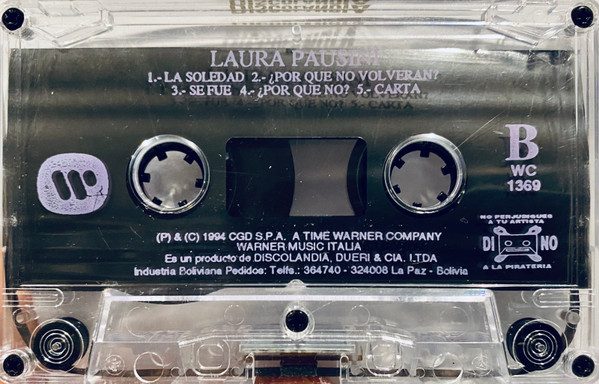 LAURA PAUSINI
1.- LA SOLEDAD 2.- ¿POR QUE NO VOLVERAN?
3.- SE FUE 4.- ¿POR QUE NO? 5.- CARTA
B
WC
1369
NO PERJUDIQUES
A TU ARTISTA
DI NO
A LA PIRATERIA
(P) & (C) 1994 CGD S.P.A. A TIME WARNER COMPANY
WARNER MUSIC ITALIA
Es un producto de DISCOLANDIA, DUERI & CIA. LTDA
Industria Boliviana Pedidos: Telfs.: 364740 - 324008 La Paz - Bolivia